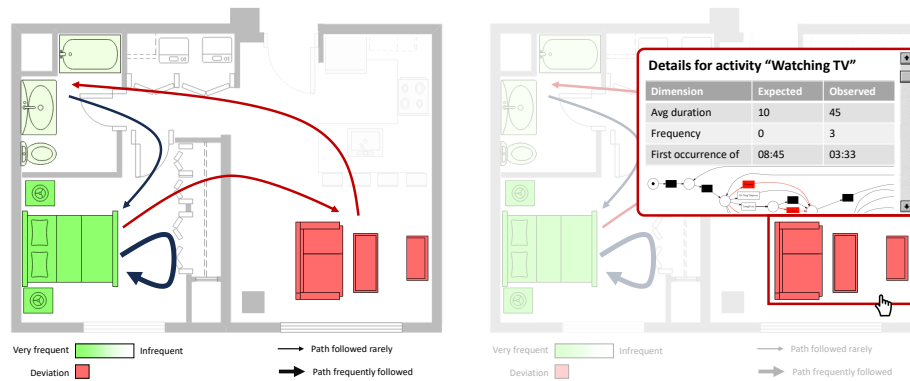 Very frequent Infrequent
Path followed rarely
Deviation
Path frequently followed
Details for activity “Watching TV”
Dimension Expected Observed
Avg duration 10 45
Frequency 0 3
First occurrence of 08:45 03:33
Very frequent Infrequent
Path followed rarely
Deviation
Path frequently followed